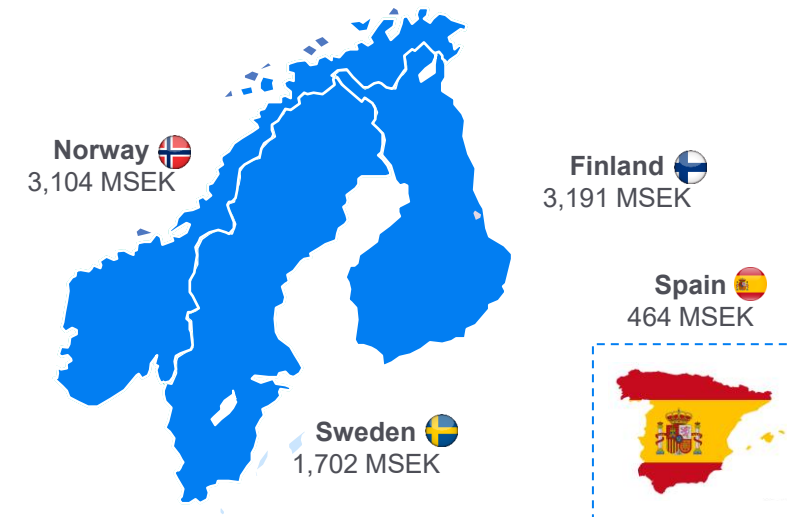 Norway
3,104 MSEK
Finland
3,191 MSEK
Spain
464 MSEK
Sweden
1,702 MSEK